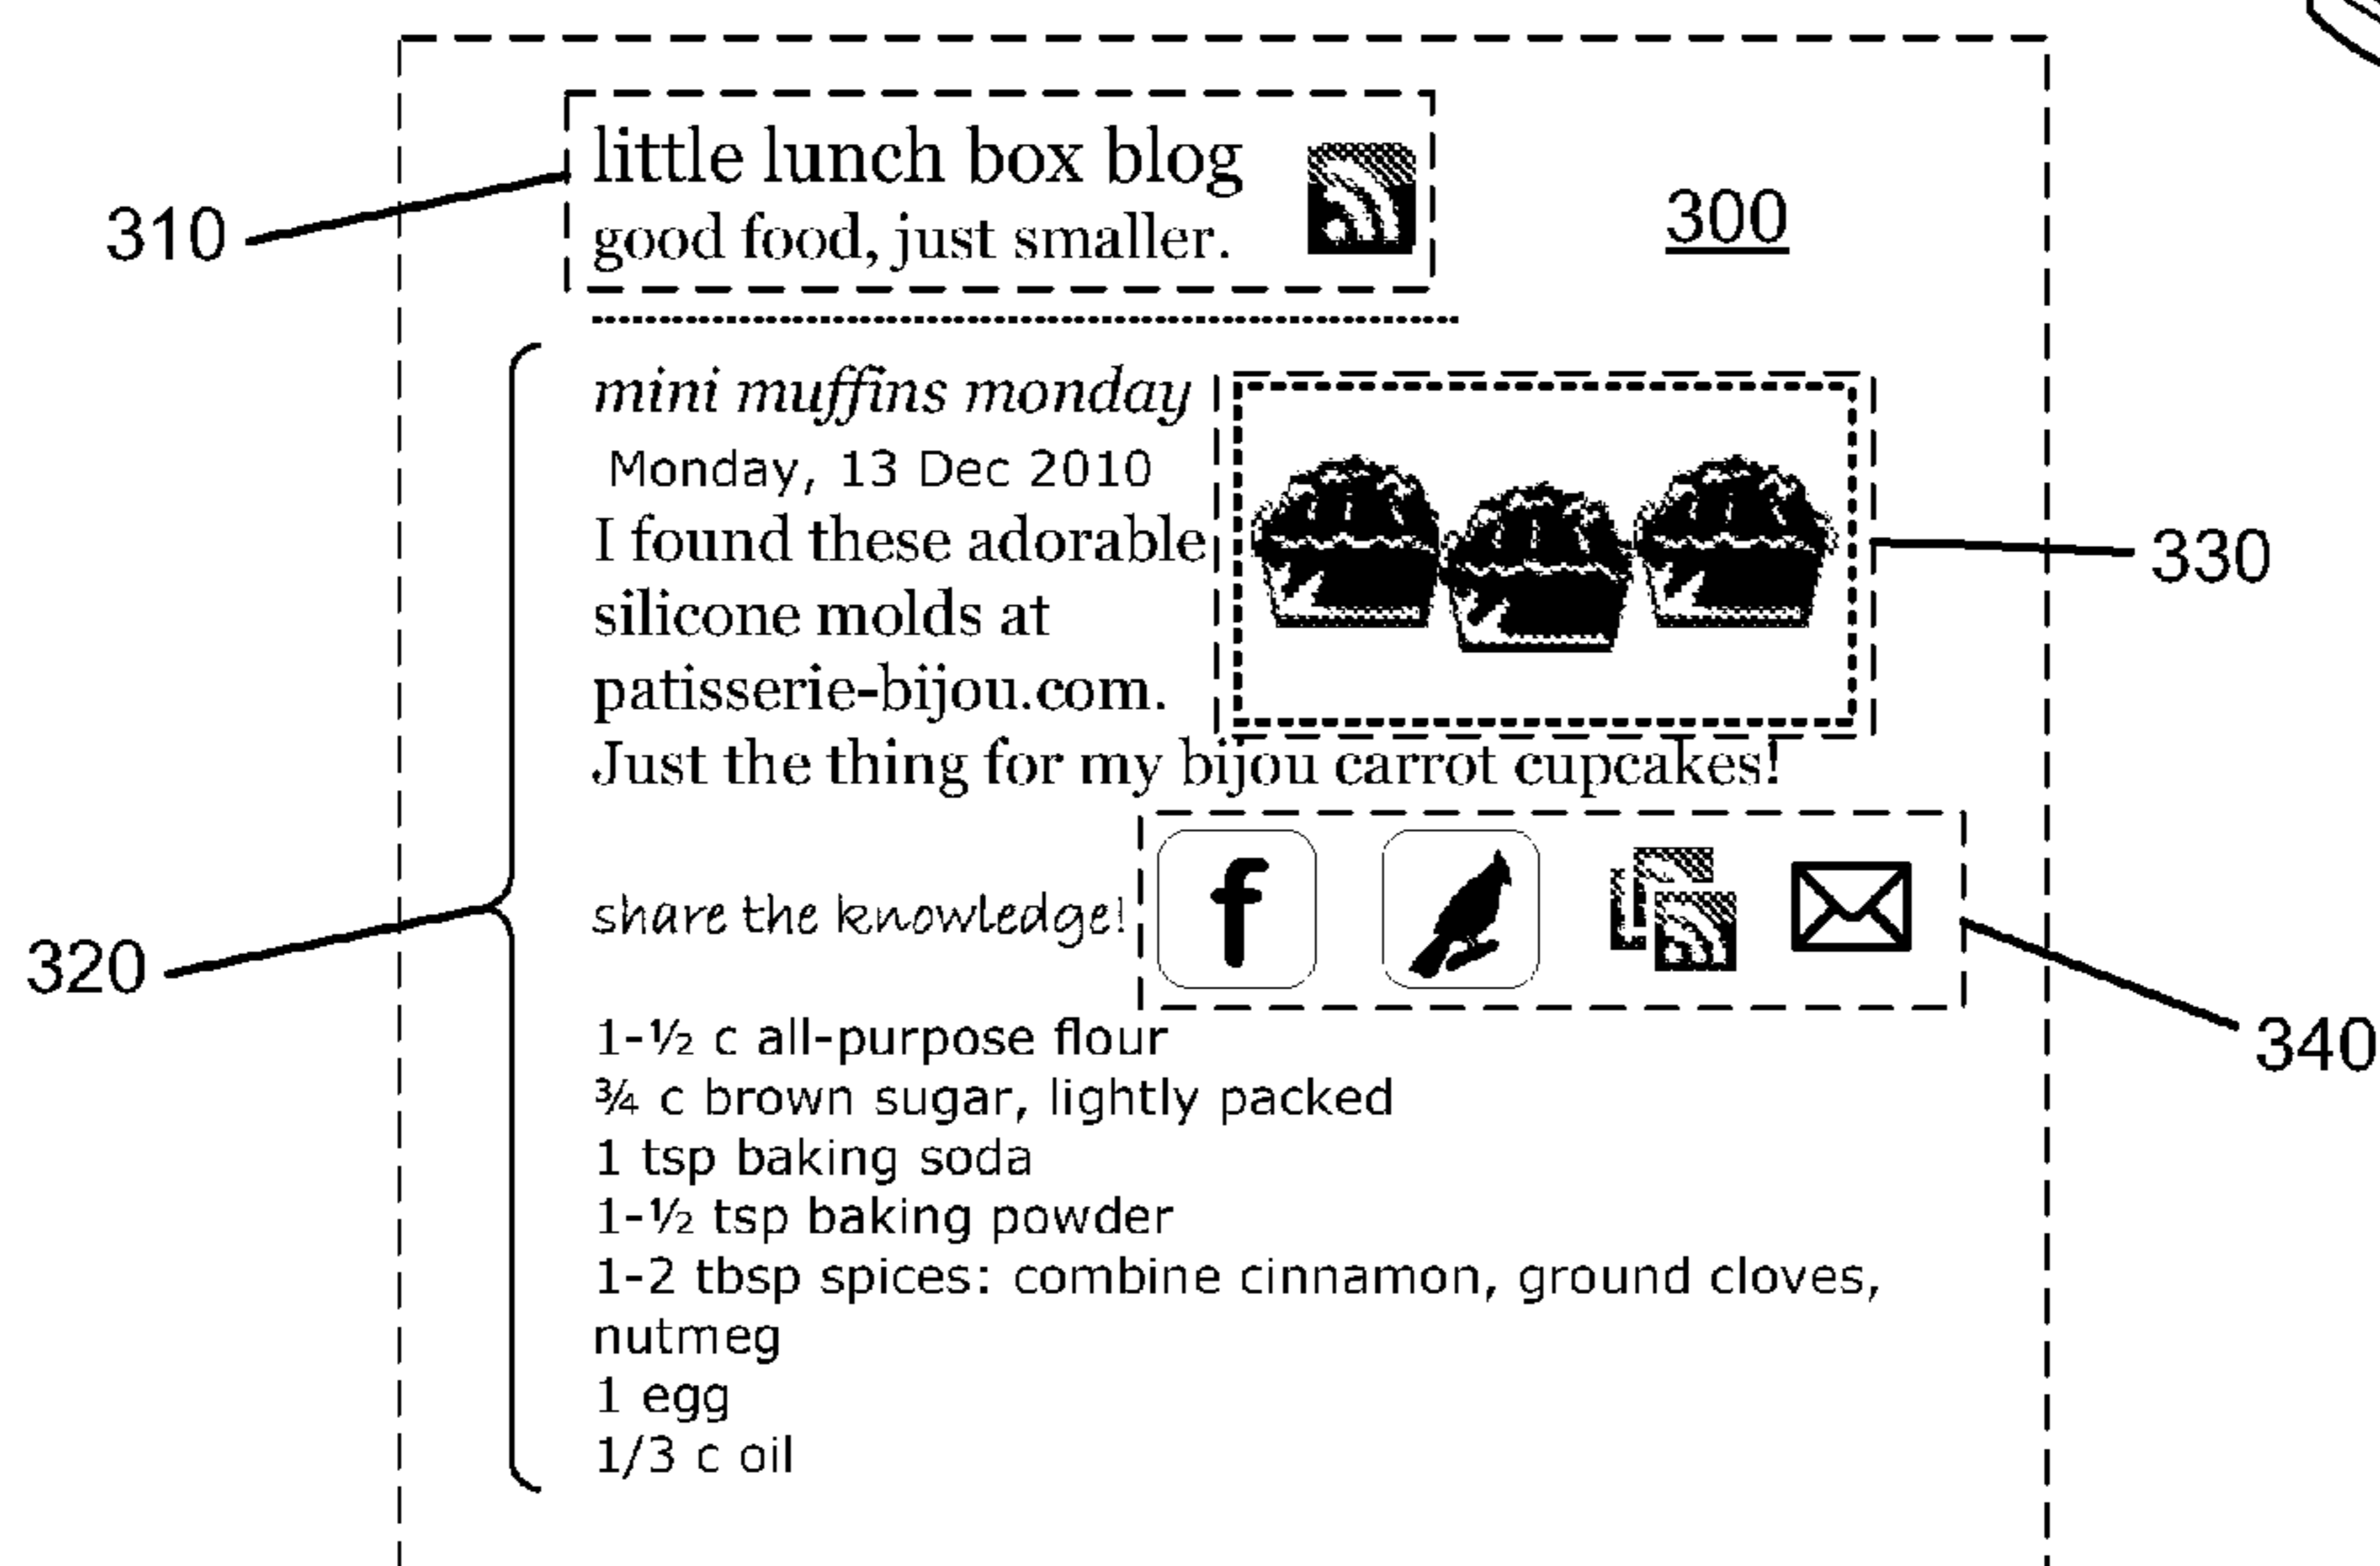 little lunch box blog
good food, just smaller.
300
310
mini muffins monday
Monday, 13 Dec 2010
I found these adorable
silicone molds at
patisserie-bijou.com.
Just the thing for my bijou carrot cupcakes!
330
share the knowledge!
f
320
340
1-½ c all-purpose flour
¾ c brown sugar, lightly packed
1 tsp baking soda
1-½ tsp baking powder
1-2 tbsp spices: combine cinnamon, ground cloves,
nutmeg
1 egg
1/3 c oil